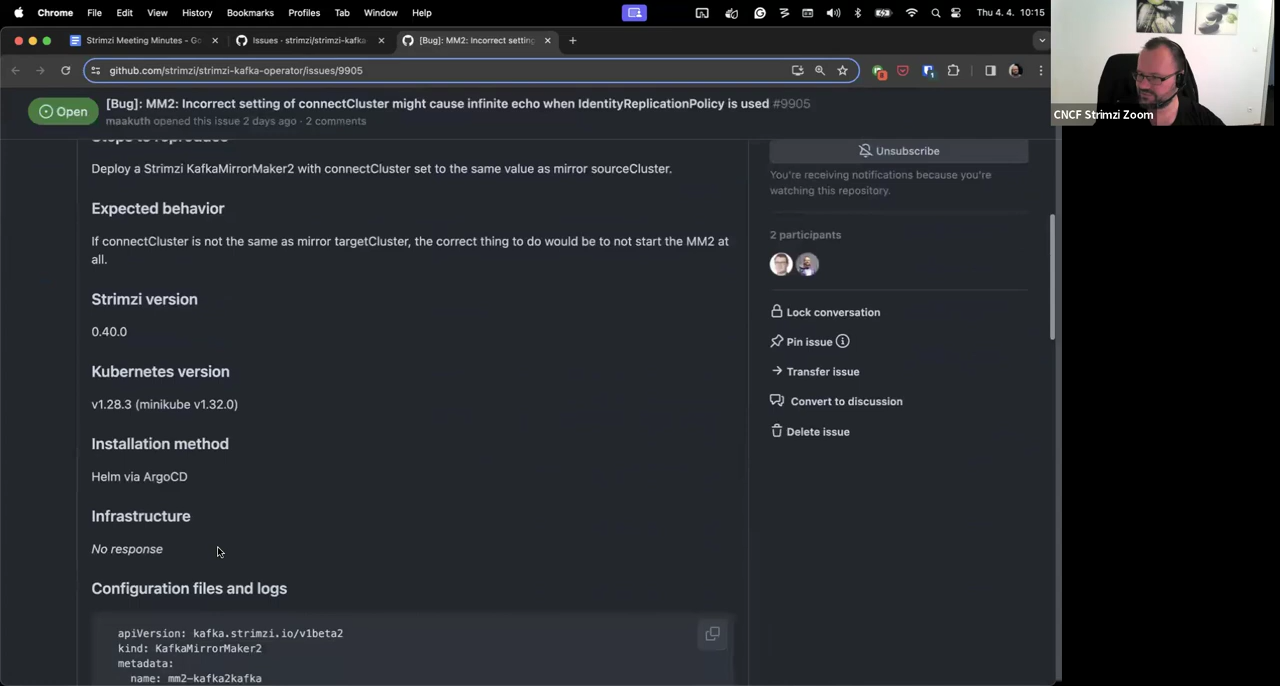 Chrome File Edit View History Bookmarks Profiles Tab Window Help Thu 4. 4. 10:15
Strimzi Meeting Minutes - Go
Issues · strimzi/strimzi-kafka
[Bug]: MM2: Incorrect setting
github.com/strimzi/strimzi-kafka-operator/issues/9905
CNCF Strimzi Zoom
Open
[Bug]: MM2: Incorrect setting of connectCluster might cause infinite echo when IdentityReplicationPolicy is used #9905
maakuth opened this issue 2 days ago · 2 comments
Steps to reproduce
Deploy a Strimzi KafkaMirrorMaker2 with connectCluster set to the same value as mirror sourceCluster.
Expected behavior
If connectCluster is not the same as mirror targetCluster, the correct thing to do would be to not start the MM2 at
all.
Strimzi version
0.40.0
Kubernetes version
v1.28.3 (minikube v1.32.0)
Installation method
Helm via ArgoCD
Infrastructure
No response
Configuration files and logs
apiVersion: kafka.strimzi.io/v1beta2
kind: KafkaMirrorMaker2
metadata:
name: mm2-kafka2kafka
Unsubscribe
You're receiving notifications because you're
watching this repository.
2 participants
Lock conversation
Pin issue
Transfer issue
Convert to discussion
Delete issue